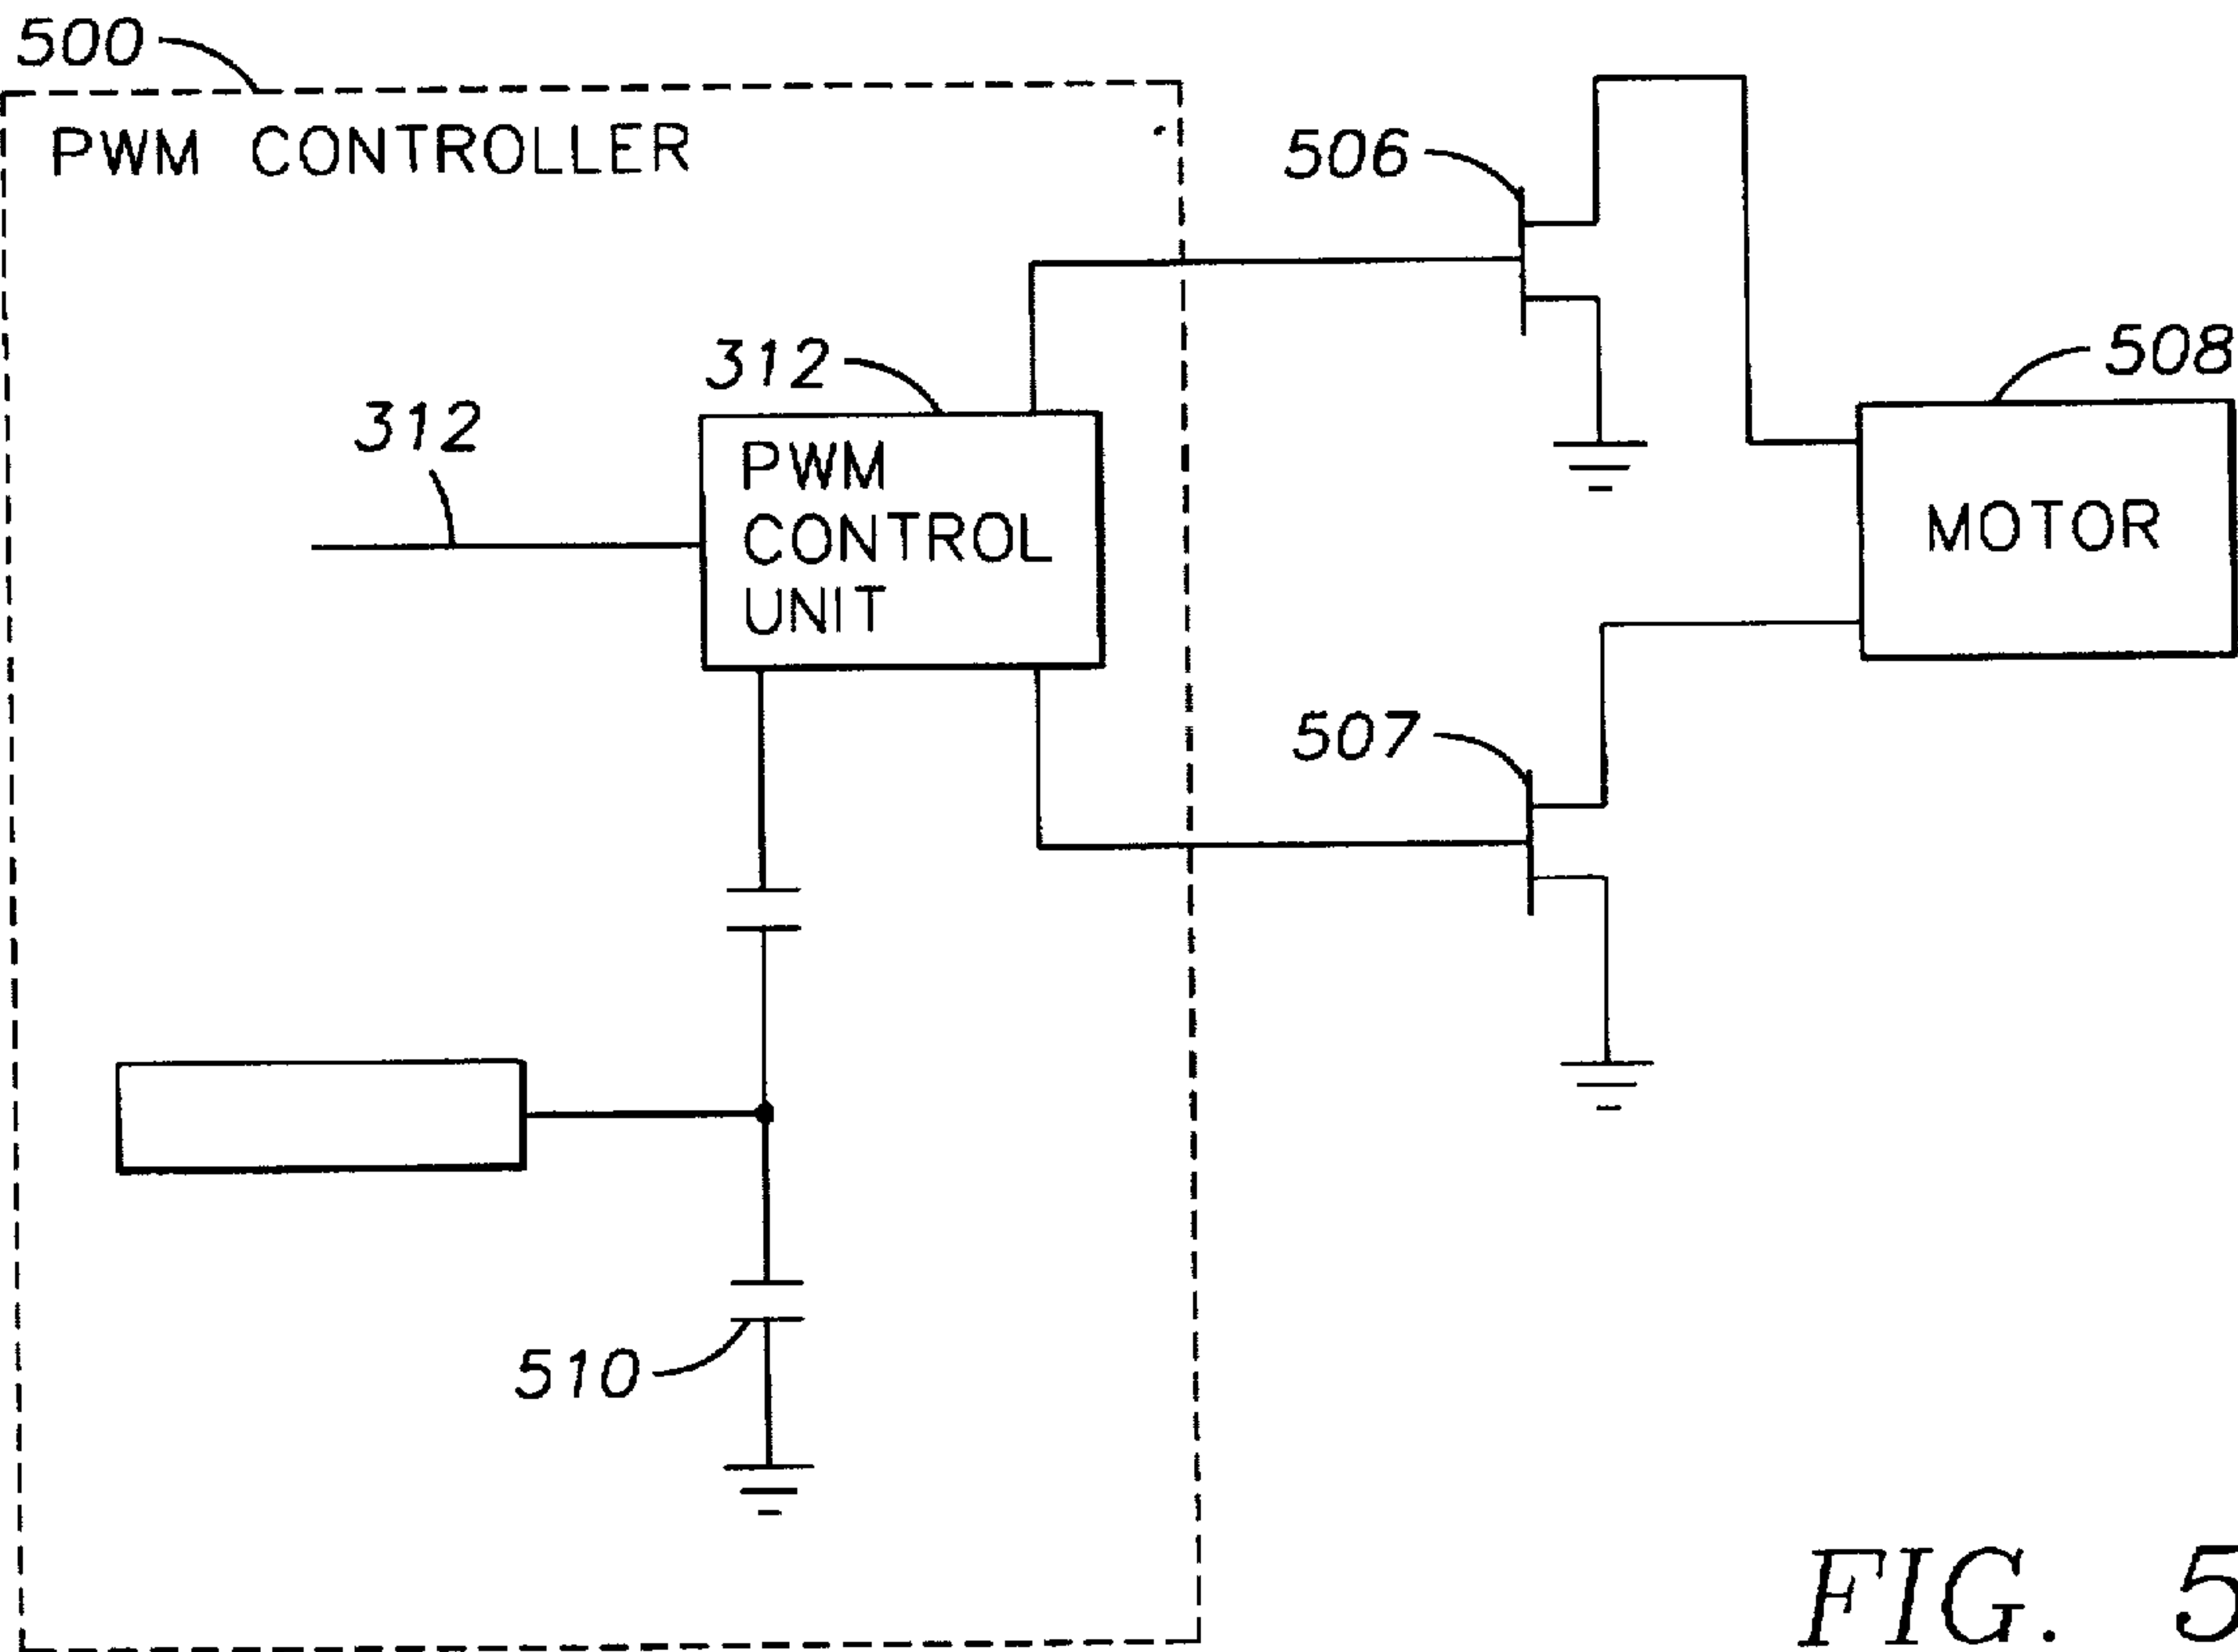 500
PWM CONTROLLER
506
312
508
312
PWM
CONTROL
UNIT
MOTOR
507
510
FIG. 5